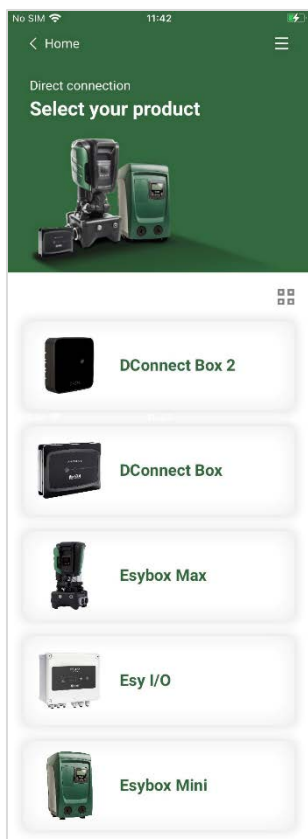 No SIM 11:42
Home
Direct connection
Select your product
DConnect Box 2
DConnect Box
Esybox Max
Esy I/O
Esybox Mini